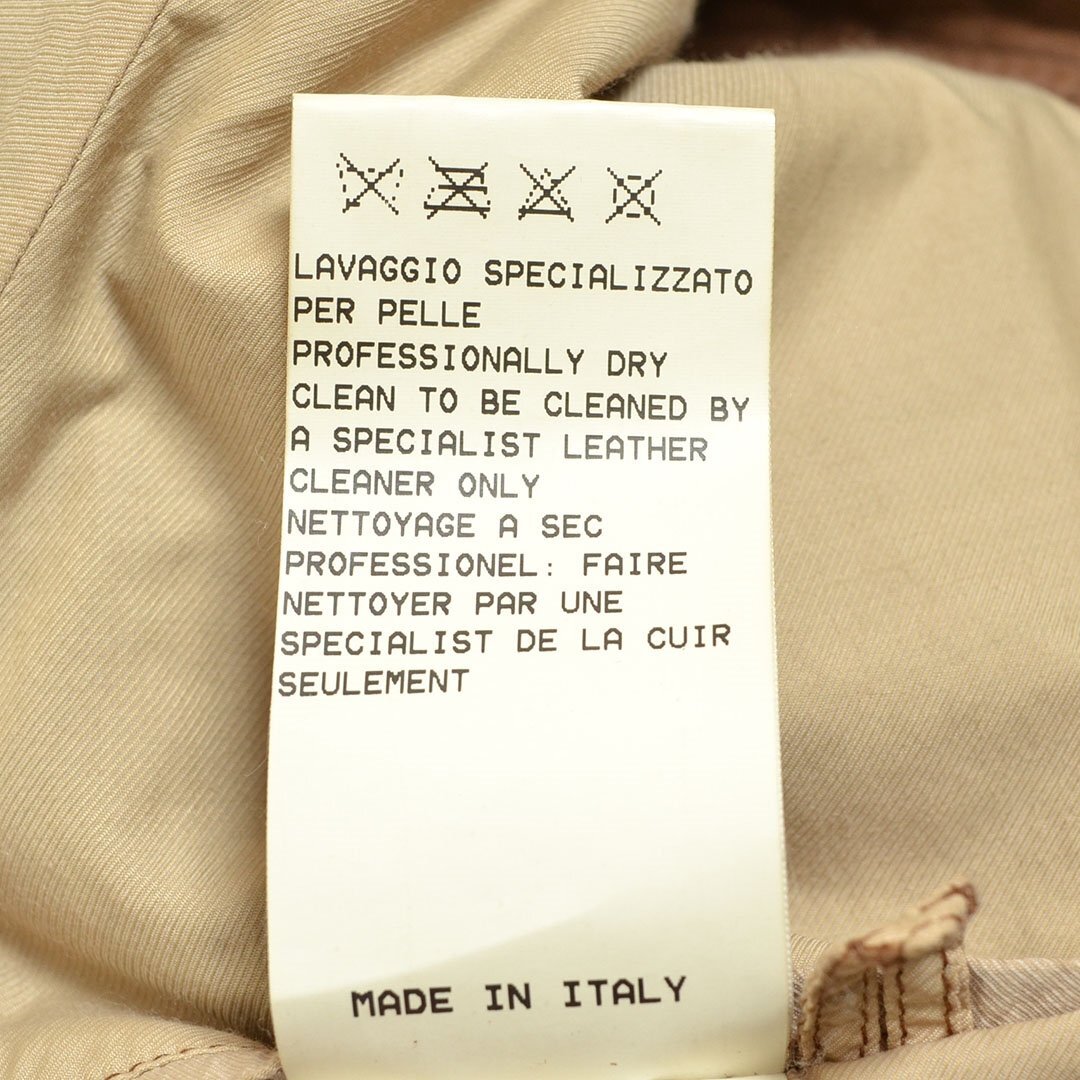 LAVAGGIO SPECIALIZZATO
PER PELLE
PROFESSIONALLY DRY
CLEAN TO BE CLEANED BY
A SPECIALIST LEATHER
CLEANER ONLY
NETTOYAGE A SEC
PROFESSIONEL: FAIRE
NETTOYER PAR UNE
SPECIALIST DE LA CUIR
SEULEMENT
MADE IN ITALY